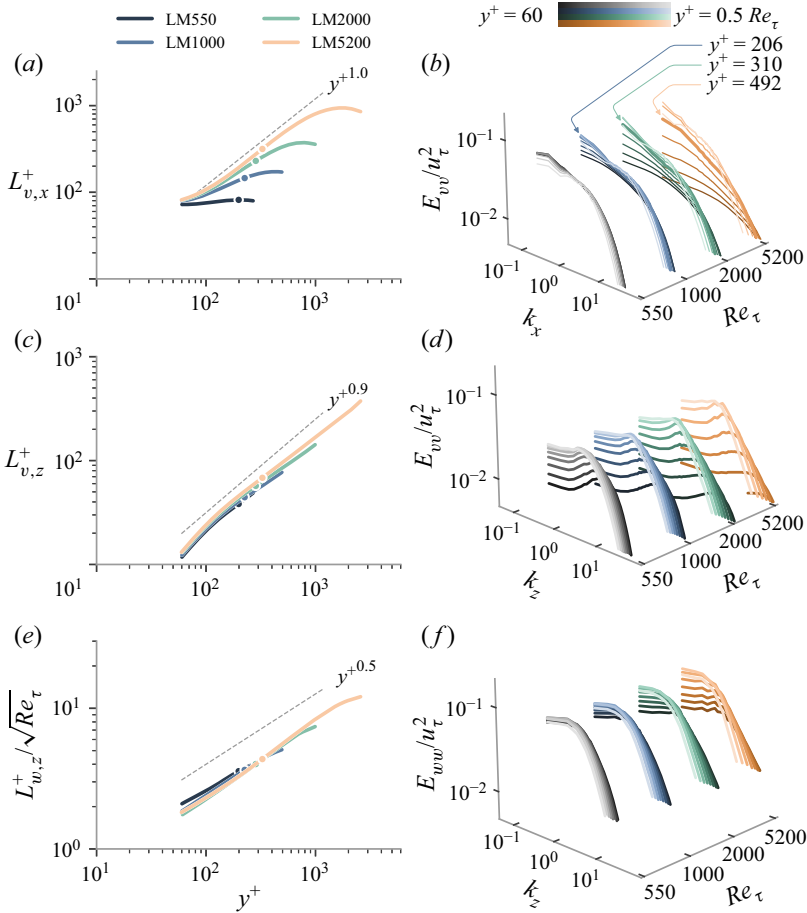 LM550 LM2000
LM1000 LM5200
y+ = 60 y+ = 0.5 Reτ
(a)
y+1.0
10³
10²
10¹
L+v,x
10² 10³
(b)
y+ = 206
y+ = 310
y+ = 492
Evv/u²τ
10⁻¹
10⁻²
10⁻¹ 10⁰ 10¹
kx
550 1000 2000 5200
Reτ
(c)
y+0.9
10³
10²
10¹
L+v,z
10² 10³
(d)
Evv/u²τ
10⁻¹
10⁻²
10⁻¹ 10⁰ 10¹
kz
550 1000 2000 5200
Reτ
(e)
y+0.5
10¹
10⁰
L+w,z/√Reτ
10¹ 10² 10³
y+
(f)
Eww/u²τ
10⁻¹
10⁻²
10⁻¹ 10⁰ 10¹
kz
550 1000 2000 5200
Reτ